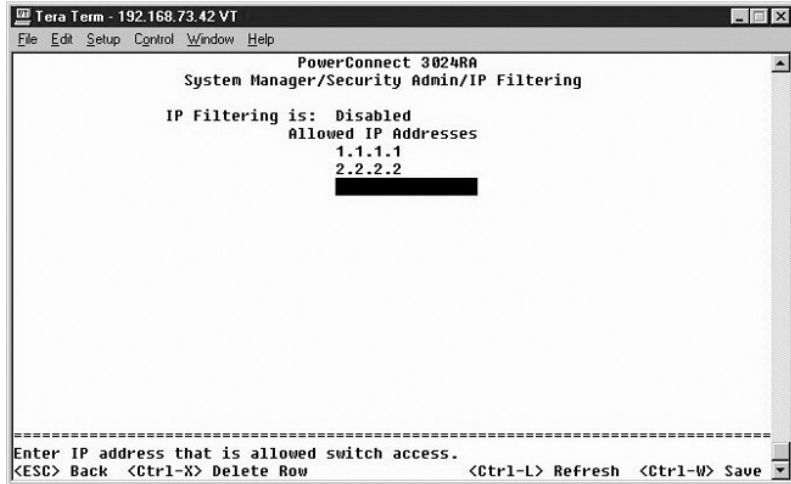 Tera Term - 192.168.73.42 VT
File Edit Setup Control Window Help
PowerConnect 3024RA
System Manager/Security Admin/IP Filtering
IP Filtering is: Disabled
Allowed IP Addresses
1.1.1.1
2.2.2.2
================================================================================
Enter IP address that is allowed switch access.
<ESC> Back <Ctrl-X> Delete Row <Ctrl-L> Refresh <Ctrl-W> Save